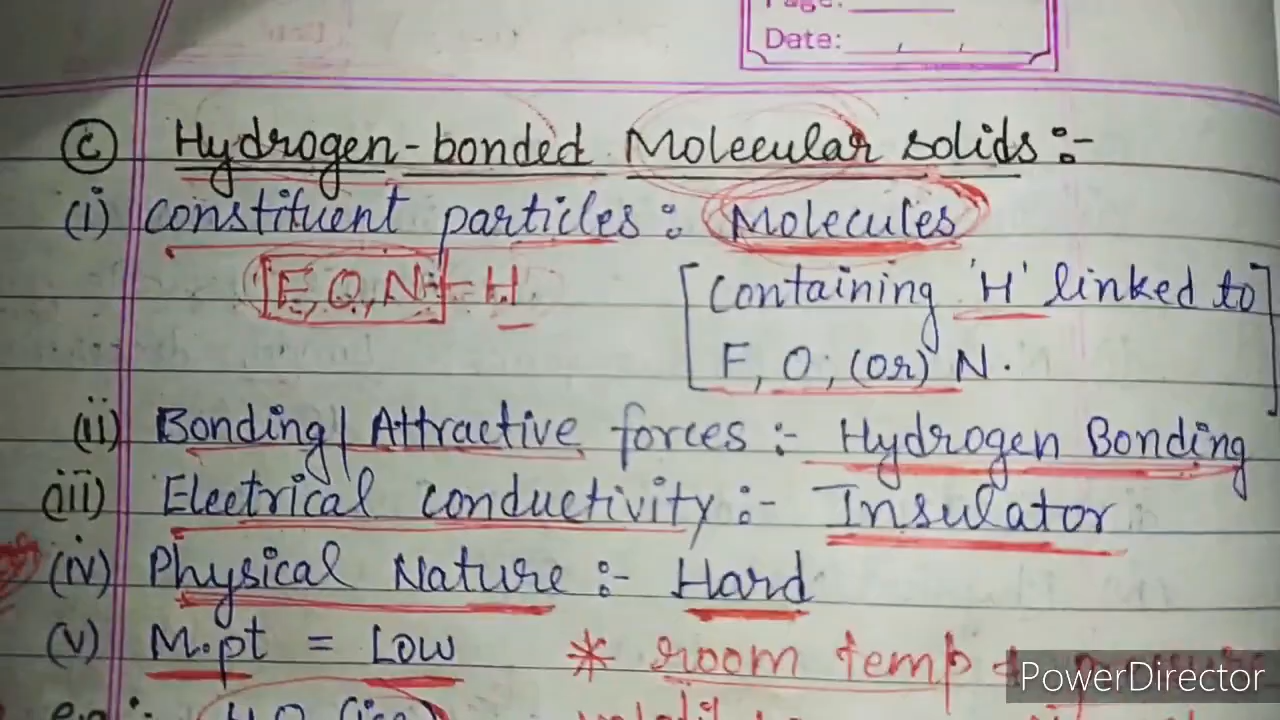 Page:
Date:
(C) Hydrogen-bonded Molecular solids :-
(i) Constituent particles : Molecules
F, O, N - H
[Containing 'H' linked to
F, O, (or) N.]
(ii) Bonding/Attractive forces :- Hydrogen Bonding
(iii) Electrical conductivity :- Insulator
(iv) Physical Nature :- Hard
(v) M.pt = Low * room temp
PowerDirector